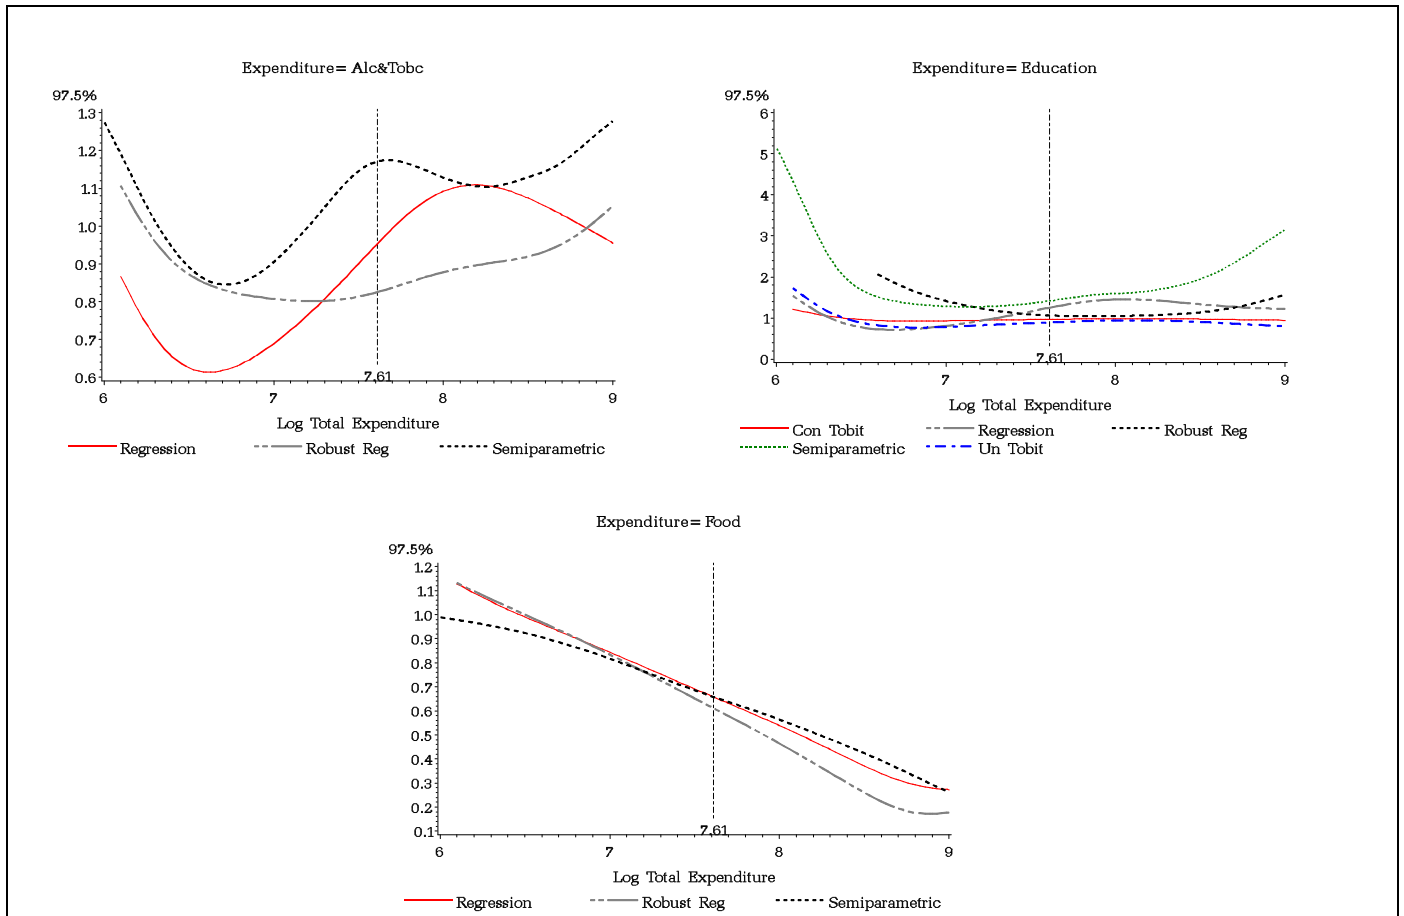 Expenditure= Alc&Tobc
97.5%
1.3
1.2
1.1
1.0
0.9
0.8
0.7
0.6
7.61
6 7 8 9
Log Total Expenditure
Regression Robust Reg Semiparametric
Expenditure= Education
97.5%
6
5
4
3
2
1
0
7.61
6 7 8 9
Log Total Expenditure
Con Tobit Regression Robust Reg
Semiparametric Un Tobit
Expenditure= Food
97.5%
1.2
1.1
1.0
0.9
0.8
0.7
0.6
0.5
0.4
0.3
0.2
0.1
7.61
6 7 8 9
Log Total Expenditure
Regression Robust Reg Semiparametric